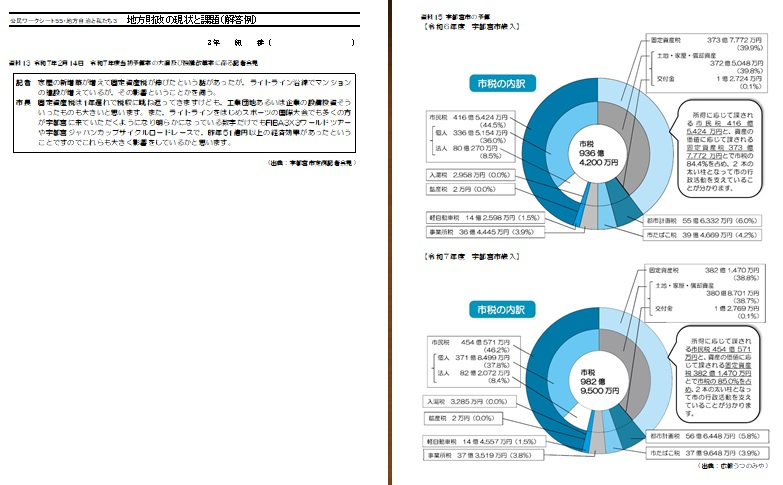 公民ワークシート55・地方自治と私たち3　地方財政の現状と課題(解答例)
2年　　組　　番(　　　　　　　　　　)
資料13　令和7年2月14日　令和7年度当初予算案の大綱及び組織改革案に係る記者会見
記者　家屋の新増築が増えて固定資産税が伸びたという話があったが、ライトライン沿線でマンション
の建設が増えているが、その影響ということかを伺う。
市長　固定資産税は1年遅れて税収に跳ね返ってきますけども、工業団地あるいは企業の設備投資そう
いったものも大きいと思います。また、ライトラインをはじめスポーツの国際大会でも多くの方
が宇都宮に来ていただくようになり明らかになっている数字だけでもFIBA3X3ワールドツアー
や宇都宮ジャパンカップサイクルロードレースで、昨年51億円以上の経済効果があったという
ことですのでこれらも大きく影響をしているかと思います。
(出典：宇都宮市定例記者会見)
資料15　宇都宮市の予算
【令和6年度　宇都宮市歳入】
市税の内訳
固定資産税　373億7,772万円
(39.9%)
土地・家屋・償却資産
372億5,048万円
(39.8%)
交付金　1億2,724万円
(0.1%)
市民税　416億5,424万円
(44.5%)
個人　336億5,154万円
(36.0%)
法人　80億270万円
(8.5%)
市税
936億
4,200万円
入湯税　2,958万円(0.0%)
鉱産税　2万円(0.0%)
軽自動車税　14億2,598万円(1.5%)
事業所税　36億4,445万円(3.9%)
都市計画税　55億6,332万円(6.0%)
市たばこ税　39億4,669万円(4.2%)
所得に応じて課さ
れる市民税416億
5,424万円と、資産の
価値に応じて課される
固定資産税373億
7,772万円とで市税の
84.4%を占め、2本の
太い柱となって市の行
政活動を支えているこ
とが分かります。
【令和7年度　宇都宮市歳入】
市税の内訳
固定資産税　382億1,470万円
(38.8%)
土地・家屋・償却資産
380億8,701万円
(38.7%)
交付金　1億2,769万円
(0.1%)
市民税　454億571万円
(46.2%)
個人　371億8,499万円
(37.8%)
法人　82億2,072万円
(8.4%)
市税
982億
9,500万円
入湯税　3,285万円(0.0%)
鉱産税　2万円(0.0%)
軽自動車税　14億4,557万円(1.5%)
事業所税　37億3,519万円(3.8%)
都市計画税　56億6,448万円(5.8%)
市たばこ税　37億9,648万円(3.9%)
所得に応じて課され
る市民税454億571
万円と、資産の価値に応
じて課される固定資産
税382億1,470万円
とで市税の85.0%を占
め、2本の太い柱となっ
て市の行政活動を支え
ていることが分かりま
す。
(出典：広報うつのみや)